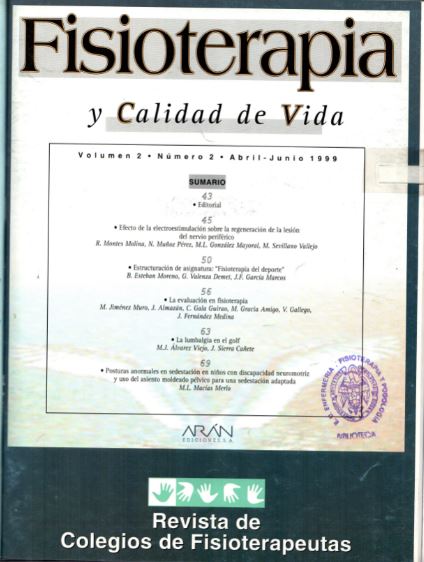 Fisioterapia
y Calidad de Vida
Volumen 2 • Número 2 • Abril-Junio 1999
SUMARIO
43
• Editorial
45
• Efecto de la electroestimulación sobre la regeneración de la lesión
del nervio periférico
R. Montes Molina, N. Muñoz Pérez, M.L. González Mayoral, M. Sevillano Vallejo
50
• Estructuración de asignatura: "Fisioterapia del deporte"
B. Esteban Moreno, G. Valenza Demet, J.F. García Marcos
56
• La evaluación en fisioterapia
M. Jiménez Muro, J. Almazán, C. Gala Guirao, M. Gracia Amigo, V. Gallego,
J. Fernández Medina
63
• La lumbalgia en el golf
M.J. Álvarez Viejo, J. Sierra Cañete
69
• Posturas anormales en sedestación en niños con discapacidad neuromotriz
y uso del asiento moldeado pélvico para una sedestación adaptada
M.L. Macías Merlo
E.U. ENFERMERIA - FISIOTERAPIA Y PODOLOGIA
BIBLIOTECA
ARÁN
EDICIONES S.A.
Revista de
Colegios de Fisioterapeutas